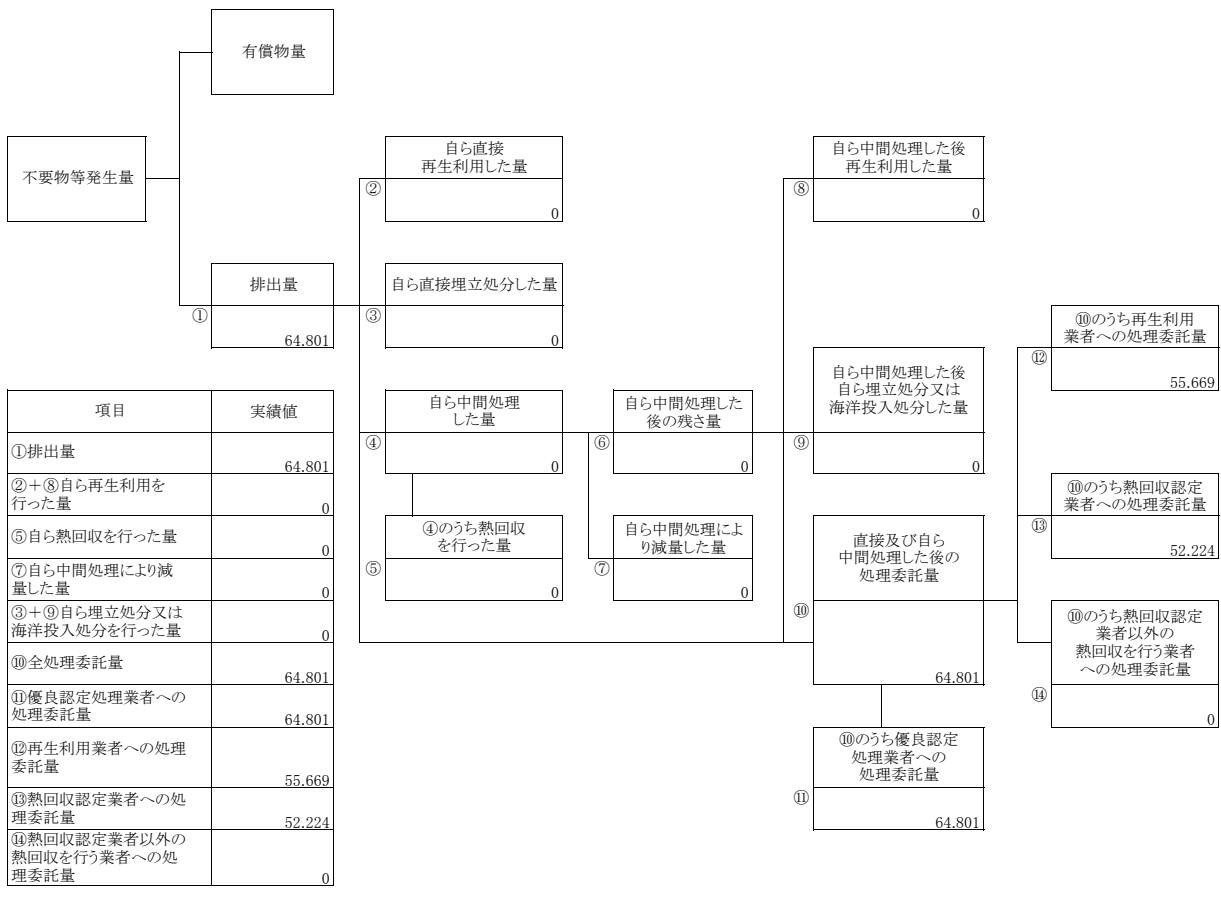 有償物量
不要物等発生量
自ら直接
再生利用した量
②
0
自ら中間処理した後
再生利用した量
⑧
0
排出量
①
64.801
自ら直接埋立処分した量
③
0
⑩のうち再生利用
業者への処理委託量
⑫
55.669
自ら中間処理
した量
④
0
自ら中間処理した
後の残さ量
⑥
0
自ら中間処理した後
自ら埋立処分又は
海洋投入処分した量
⑨
0
⑩のうち熱回収認定
業者への処理委託量
⑬
52.224
④のうち熱回収
を行った量
⑤
0
自ら中間処理によ
り減量した量
⑦
0
直接及び自ら
中間処理した後の
処理委託量
⑩
64.801
⑩のうち熱回収認定
業者以外の
熱回収を行う業者
への処理委託量
⑭
0
⑩のうち優良認定
処理業者への
処理委託量
⑪
64.801
項目 実績値
①排出量
64.801
②＋⑧自ら再生利用を
行った量
0
⑤自ら熱回収を行った量
0
⑦自ら中間処理により減
量した量
0
③＋⑨自ら埋立処分又は
海洋投入処分を行った量
0
⑩全処理委託量
64.801
⑪優良認定処理業者への
処理委託量
64.801
⑫再生利用業者への処理
委託量
55.669
⑬熱回収認定業者への処
理委託量
52.224
⑭熱回収認定業者以外の
熱回収を行う業者への処
理委託量
0